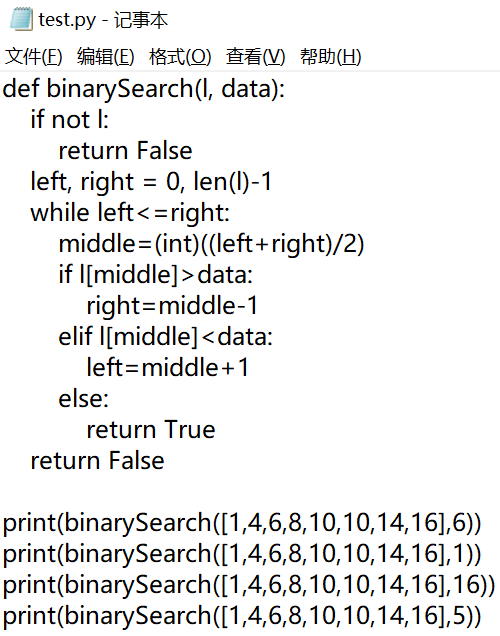 test.py - 记事本
文件(F) 编辑(E) 格式(O) 查看(V) 帮助(H)
def binarySearch(l, data):
    if not l:
        return False
    left, right = 0, len(l)-1
    while left<=right:
        middle=(int)((left+right)/2)
        if l[middle]>data:
            right=middle-1
        elif l[middle]<data:
            left=middle+1
        else:
            return True
    return False

print(binarySearch([1,4,6,8,10,10,14,16],6))
print(binarySearch([1,4,6,8,10,10,14,16],1))
print(binarySearch([1,4,6,8,10,10,14,16],16))
print(binarySearch([1,4,6,8,10,10,14,16],5))